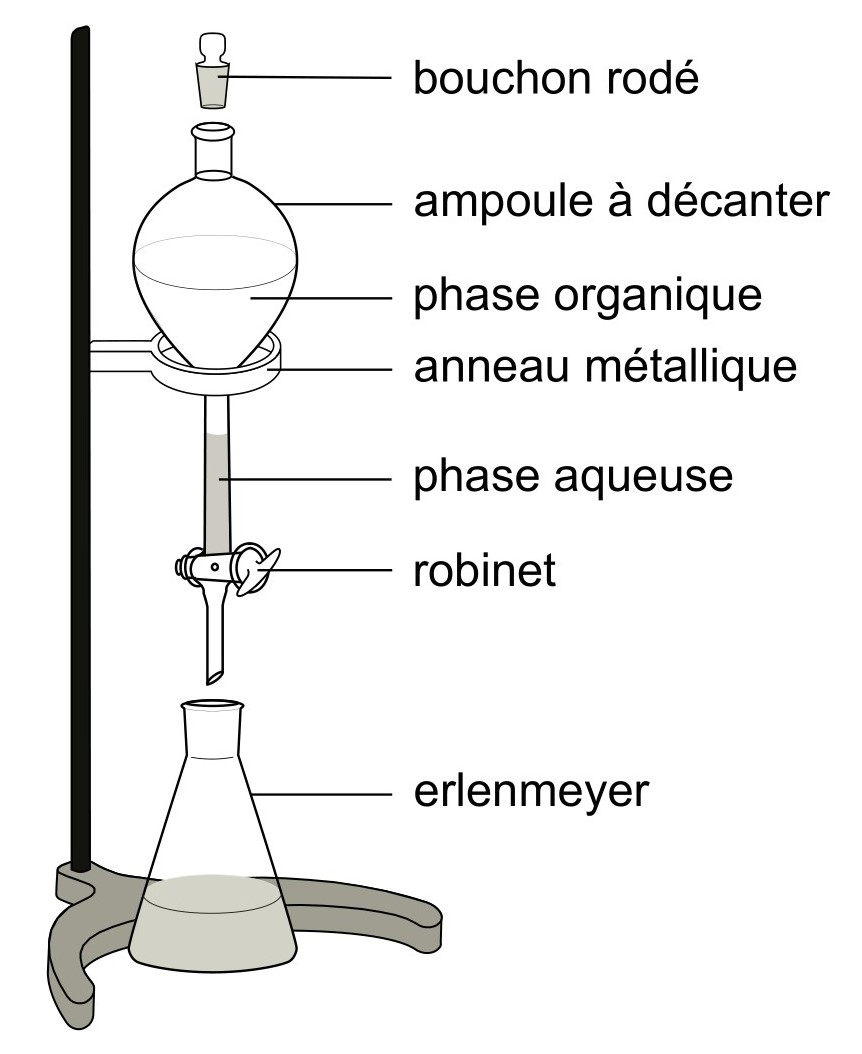 bouchon rodé
ampoule à décanter
phase organique
anneau métallique
phase aqueuse
robinet
erlenmeyer